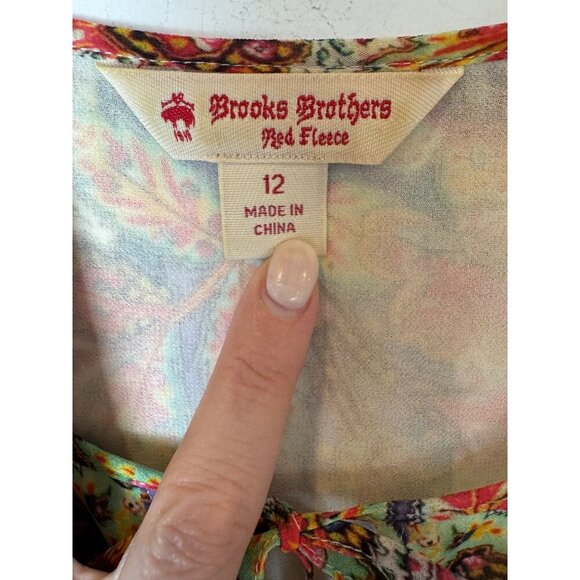 Brooks Brothers
Red Fleece
12
MADE IN
CHINA